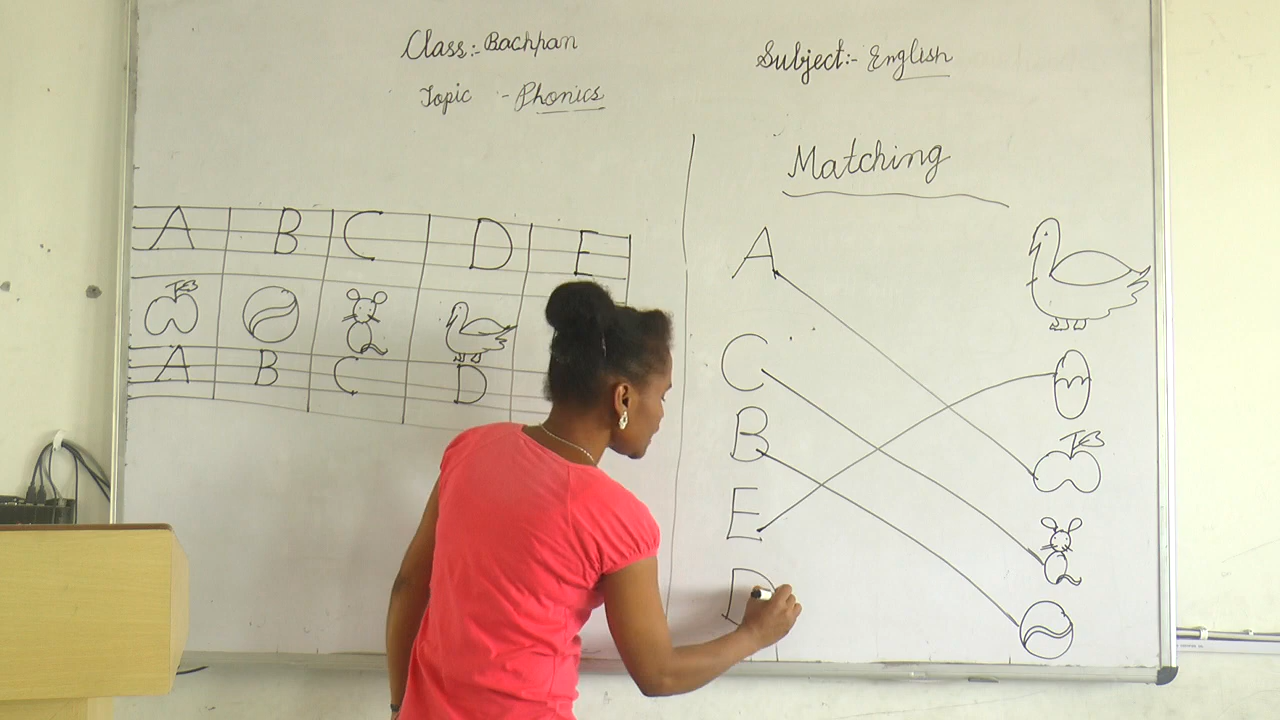 Class:- Bachpan
Subject:- English
Topic - Phonics
Matching
A B C D E
A B C D
A
C
B
E
D